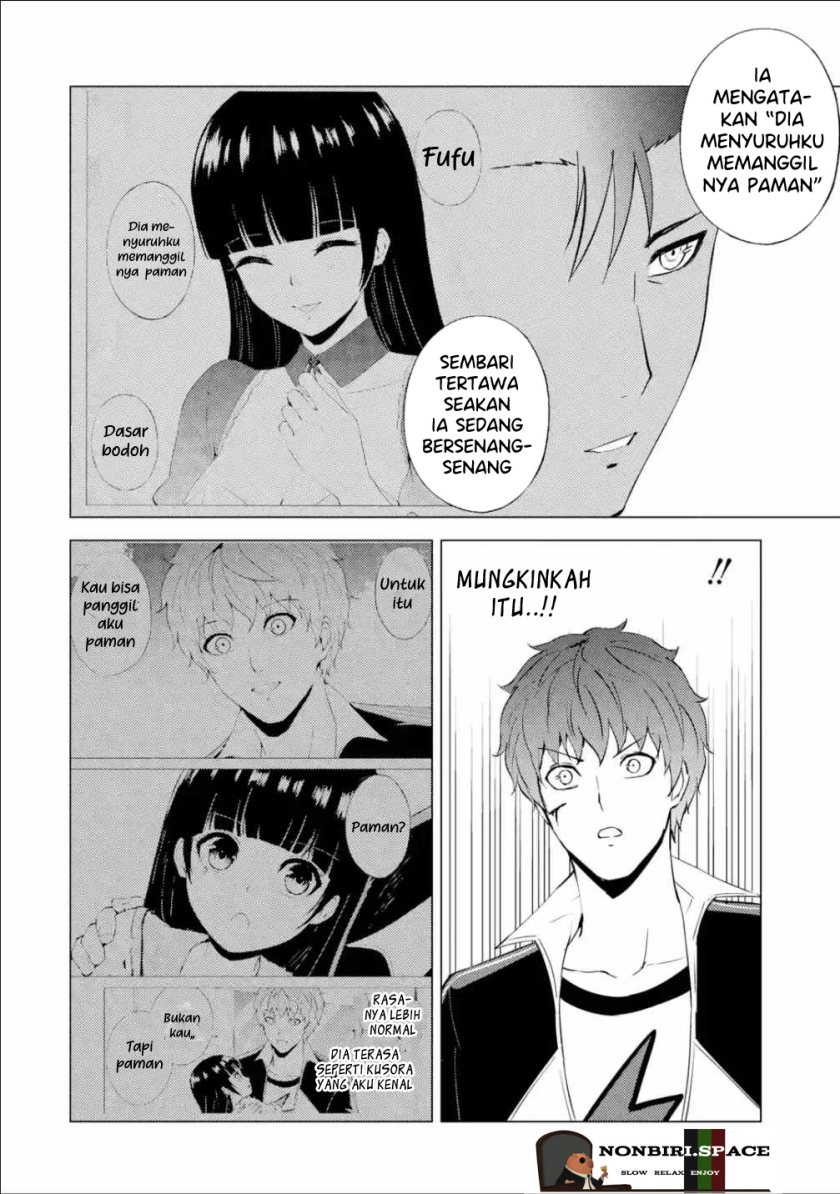 IA
MENGATA-
KAN "DIA
MENYURUHKU
MEMANGGIL
NYA PAMAN"
Fufu
Dia me-
nyuruhku
memanggil
nya paman
SEMBARI
TERTAWA
SEAKAN
IA SEDANG
BERSENANG-
SENANG
Dasar
bodoh
!!
MUNGKINKAH
ITU..!!
Untuk
itu
Kau bisa
panggil
aku
paman
Paman?
RASA-
NYA LEBIH
NORMAL
DIA TERASA
SEPERTI KUSORA
YANG AKU KENAL
Bukan
kau,,
Tapi
paman
NONBIRI.SPACE
SLOW RELAX ENJOY